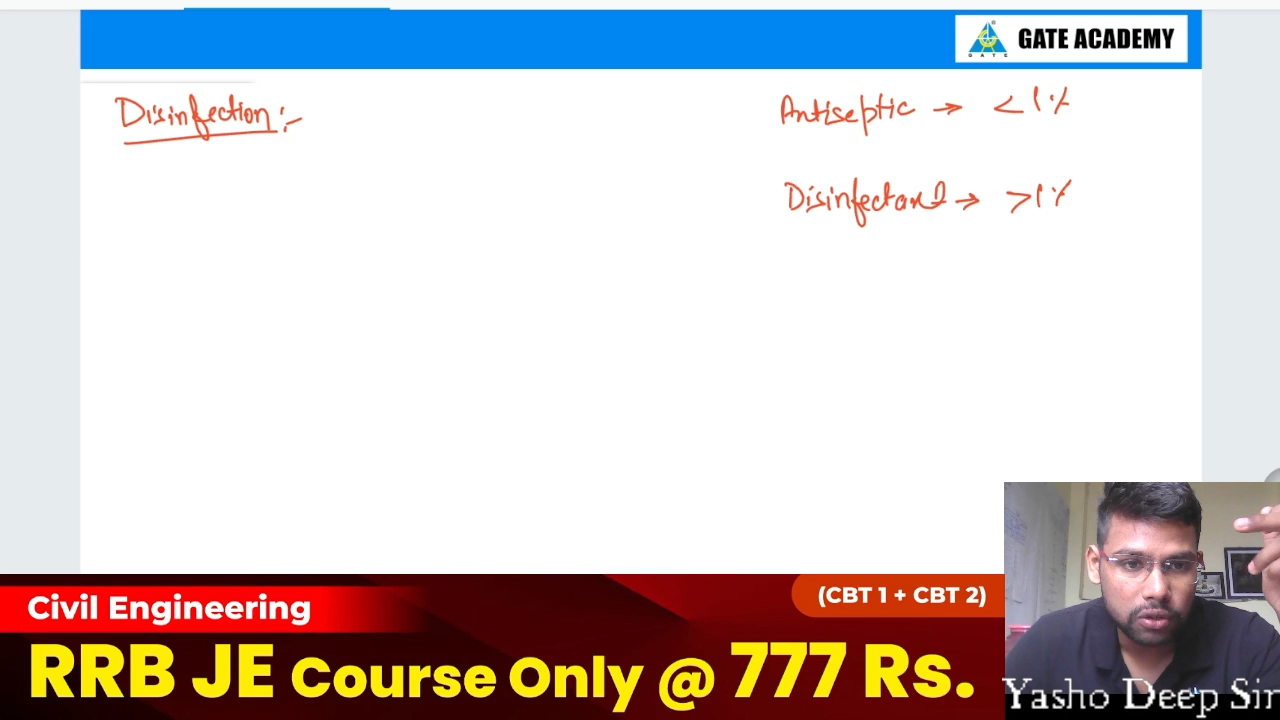 GATE ACADEMY
GATE
Disinfection :-
Antiseptic → < 1%
Disinfectant → > 1%
Civil Engineering
(CBT 1 + CBT 2)
RRB JE Course Only @ 777 Rs.
Yasho Deep Sir